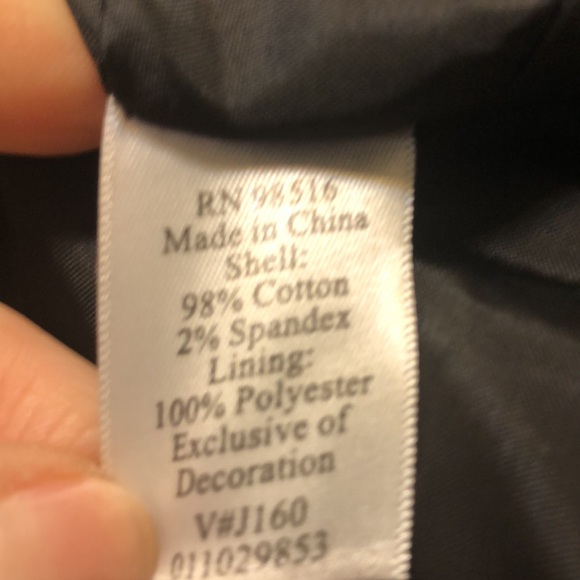 RN 98516
Made in China
Shell:
98% Cotton
2% Spandex
Lining:
100% Polyester
Exclusive of
Decoration
V#J160
011029853